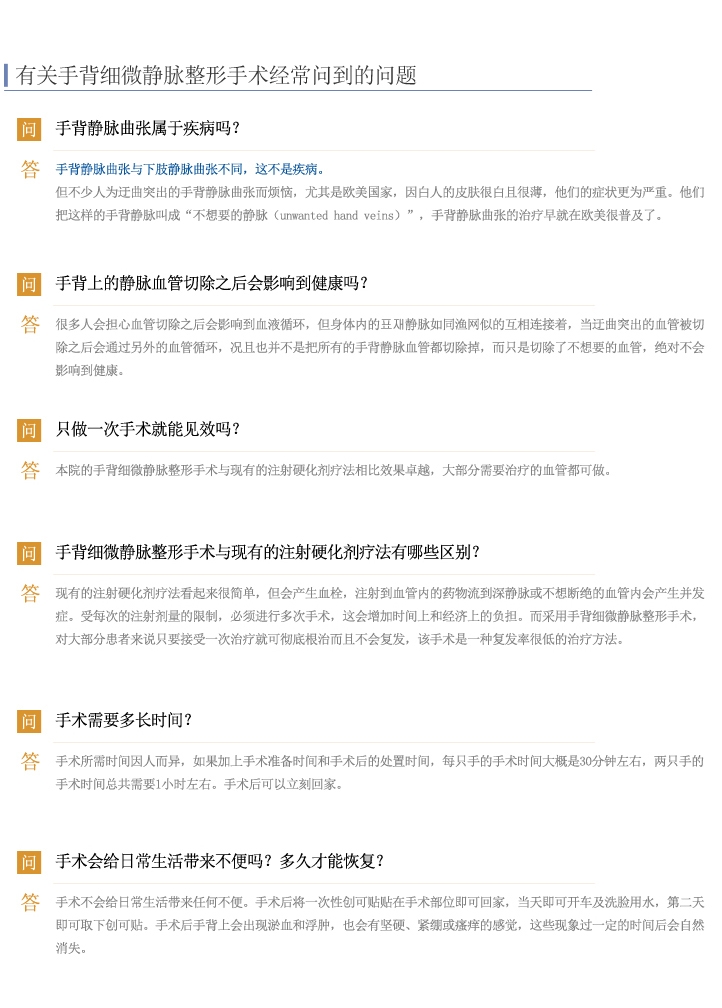 有关手背细微静脉整形手术经常问到的问题
问 手背静脉曲张属于疾病吗？
答 手背静脉曲张与下肢静脉曲张不同，这不是疾病。
但不少人为迂曲突出的手背静脉曲张而烦恼，尤其是欧美国家，因白人的皮肤很白且很薄，他们的症状更为严重。他们
把这样的手背静脉叫成“不想要的静脉（unwanted hand veins）”，手背静脉曲张的治疗早就在欧美很普及了。
问 手背上的静脉血管切除之后会影响到健康吗？
答 很多人会担心血管切除之后会影响到血液循环，但身体内的표재静脉如同渔网似的互相连接着，当迂曲突出的血管被切
除之后会通过另外的血管循环，况且也并不是把所有的手背静脉血管都切除掉，而只是切除了不想要的血管，绝对不会
影响到健康。
问 只做一次手术就能见效吗？
答 本院的手背细微静脉整形手术与现有的注射硬化剂疗法相比效果卓越，大部分需要治疗的血管都可做。
问 手背细微静脉整形手术与现有的注射硬化剂疗法有哪些区别？
答 现有的注射硬化剂疗法看起来很简单，但会产生血栓，注射到血管内的药物流到深静脉或不想断绝的血管内会产生并发
症。受每次的注射剂量的限制，必须进行多次手术，这会增加时间上和经济上的负担。而采用手背细微静脉整形手术，
对大部分患者来说只要接受一次治疗就可彻底根治而且不会复发，该手术是一种复发率很低的治疗方法。
问 手术需要多长时间？
答 手术所需时间因人而异，如果加上手术准备时间和手术后的处置时间，每只手的手术时间大概是30分钟左右，两只手的
手术时间总共需要1小时左右。手术后可以立刻回家。
问 手术会给日常生活带来不便吗？多久才能恢复？
答 手术不会给日常生活带来任何不便。手术后将一次性创可贴贴在手术部位即可回家，当天即可开车及洗脸用水，第二天
即可取下创可贴。手术后手背上会出现淤血和浮肿，也会有坚硬、紧绷或瘙痒的感觉，这些现象过一定的时间后会自然
消失。